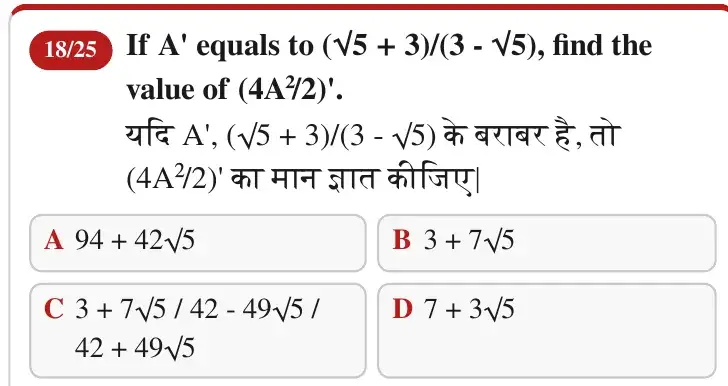 18/25 If A' equals to (√5 + 3)/(3 - √5), find the
value of (4A²/2)'.
यदि A', (√5 + 3)/(3 - √5) के बराबर है, तो
(4A²/2)' का मान ज्ञात कीजिए|
A 94 + 42√5
B 3 + 7√5
C 3 + 7√5 / 42 - 49√5 /
42 + 49√5
D 7 + 3√5